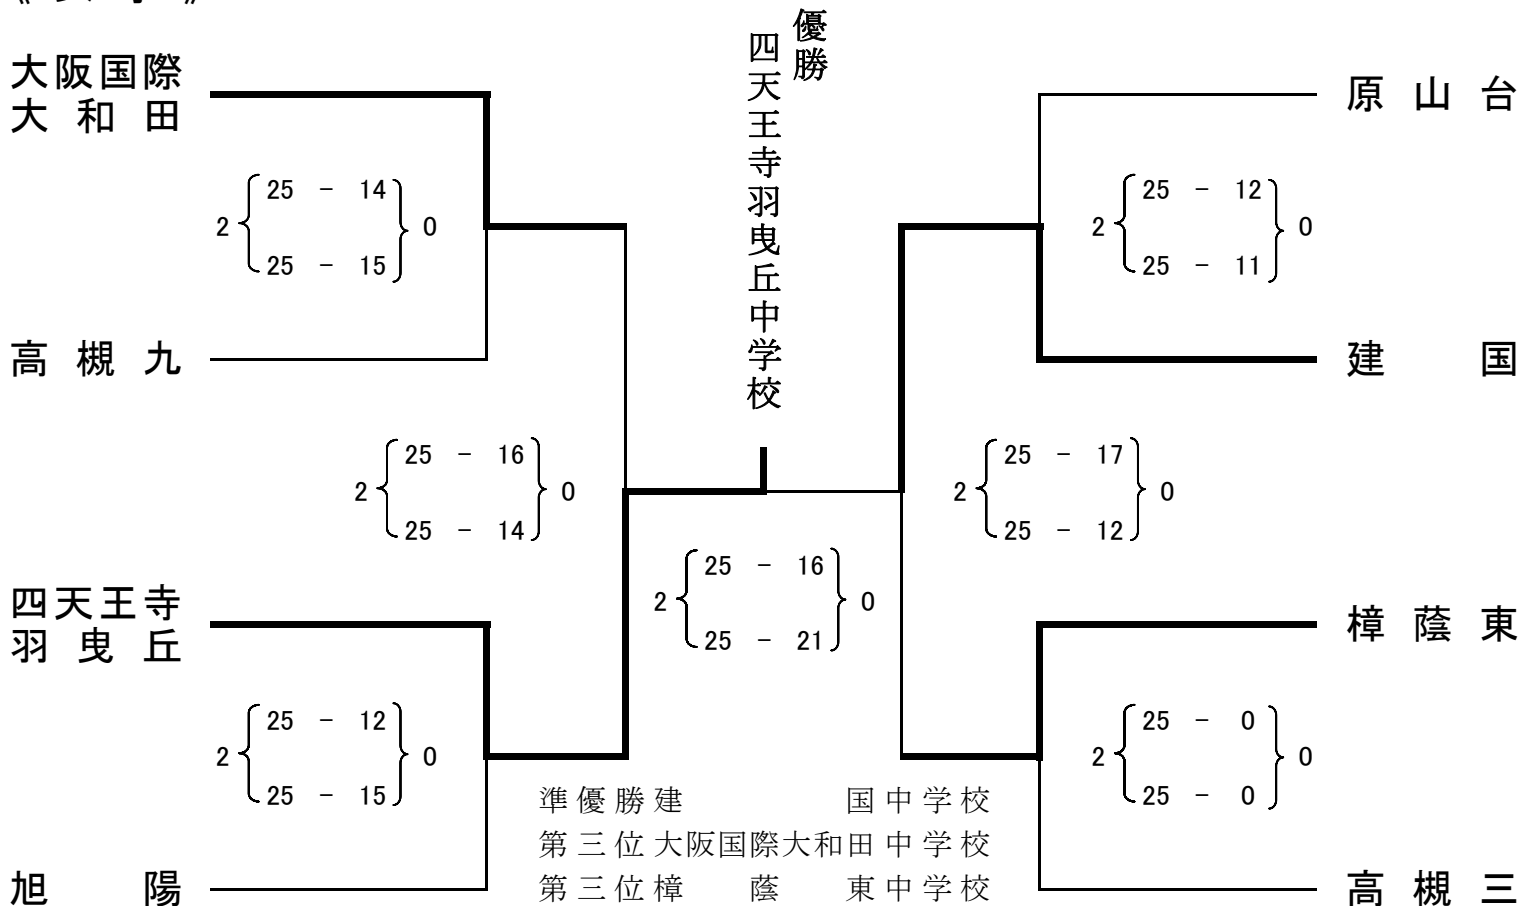 優勝
四天王寺羽曳丘中学校
大阪国際
大和田
2 25 - 14 0
25 - 15
高槻九
2 25 - 16 0
25 - 14
四天王寺
羽曳丘
2 25 - 12 0
25 - 15
旭陽
2 25 - 16 0
25 - 21
原山台
2 25 - 12 0
25 - 11
建国
2 25 - 17 0
25 - 12
樟蔭東
2 25 - 0 0
25 - 0
高槻三
準優勝 建国中学校
第三位 大阪国際大和田中学校
第三位 樟蔭東中学校